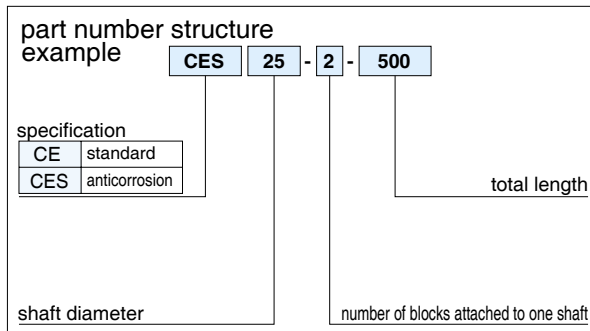 part number structure
example
CES 25 - 2 - 500
specification
CE standard
CES anticorrosion
total length
shaft diameter
number of blocks attached to one shaft